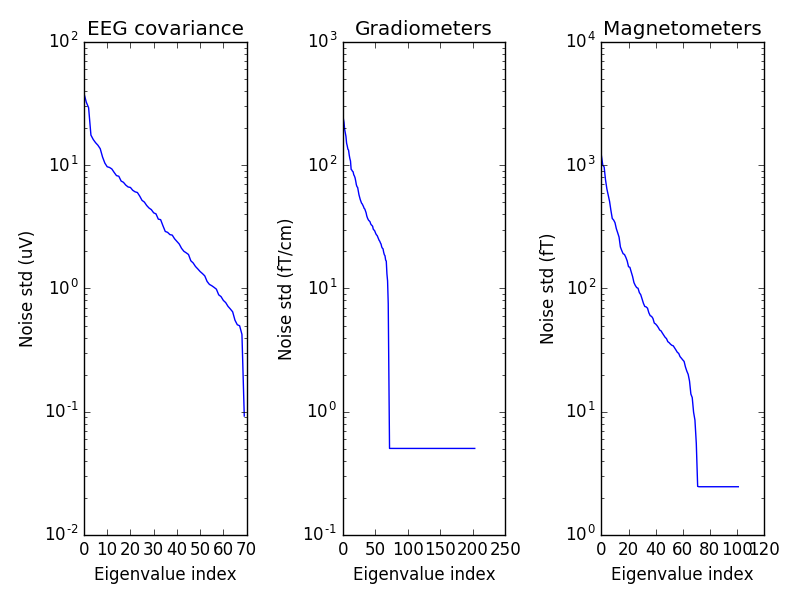 EEG covariance
10^2
10^1
10^0
10^-1
10^-2
0 10 20 30 40 50 60 70
Noise std (uV)
Eigenvalue index
Gradiometers
10^3
10^2
10^1
10^0
10^-1
0 50 100 150 200 250
Noise std (fT/cm)
Eigenvalue index
Magnetometers
10^4
10^3
10^2
10^1
10^0
0 20 40 60 80 100 120
Noise std (fT)
Eigenvalue index